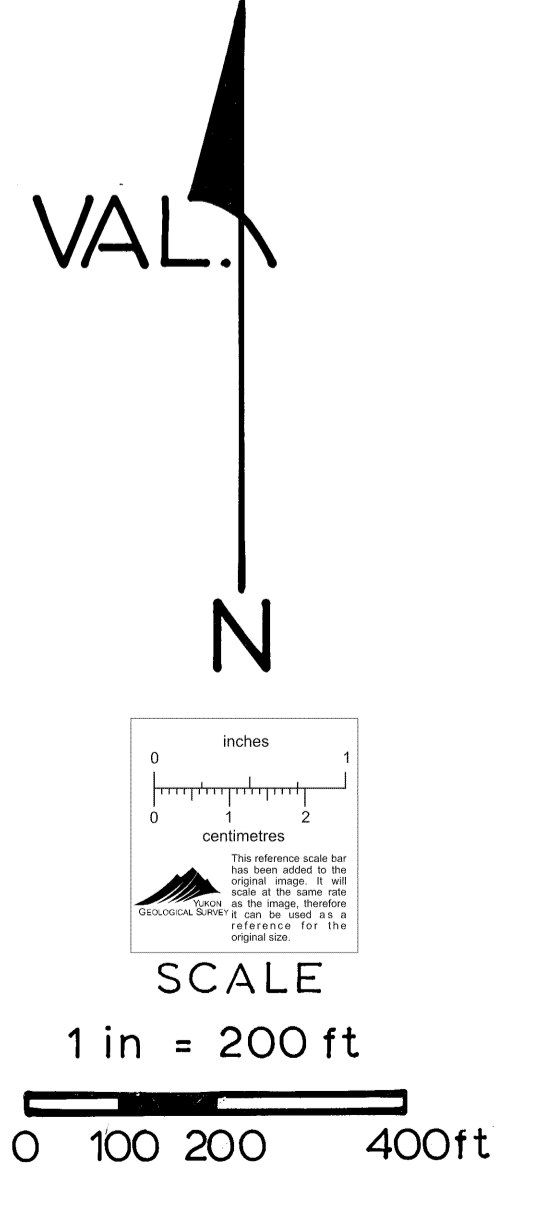 VAL.
N
inches
0 1
0 1 2
centimetres
This reference scale bar
has been added to the
original image. It will
scale at the same rate
as the image, therefore
it can be used as a
reference for the
original size.
YUKON
GEOLOGICAL SURVEY
SCALE
1 in = 200 ft
0 100 200 400ft